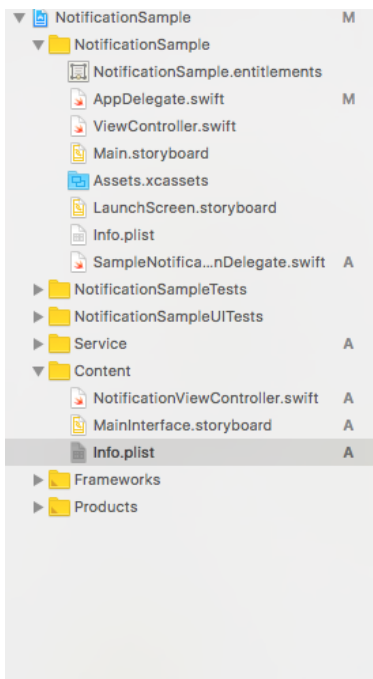 NotificationSample M
NotificationSample
NotificationSample.entitlements
AppDelegate.swift M
ViewController.swift
Main.storyboard
Assets.xcassets
LaunchScreen.storyboard
Info.plist
SampleNotifica...nDelegate.swift A
NotificationSampleTests
NotificationSampleUITests
Service A
Content
NotificationViewController.swift A
MainInterface.storyboard A
Info.plist A
Frameworks
Products